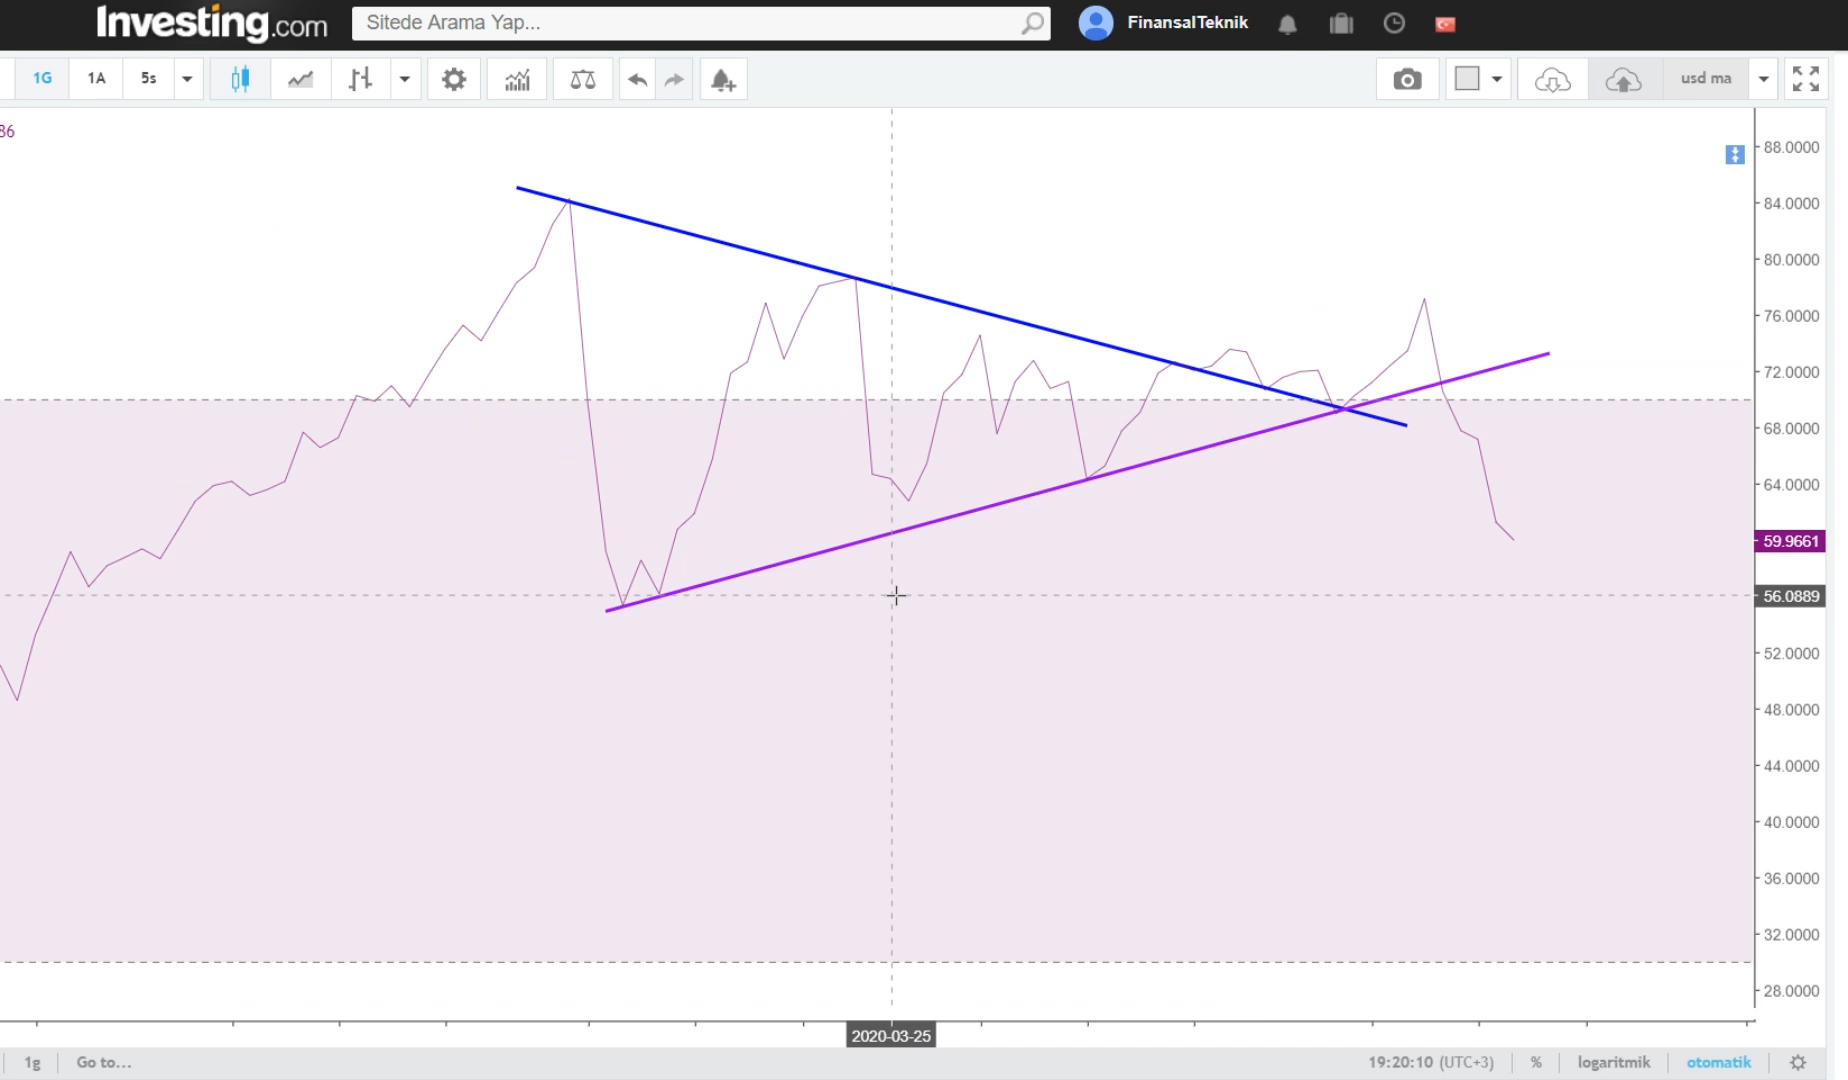 Investing.com
Sitede Arama Yap...
FinansalTeknik
1G
1A
5s
usd ma
86
88.0000
84.0000
80.0000
76.0000
72.0000
68.0000
64.0000
59.9661
56.0889
52.0000
48.0000
44.0000
40.0000
36.0000
32.0000
28.0000
2020-03-25
1g
Go to...
19:20:10 (UTC+3)
%
logaritmik
otomatik